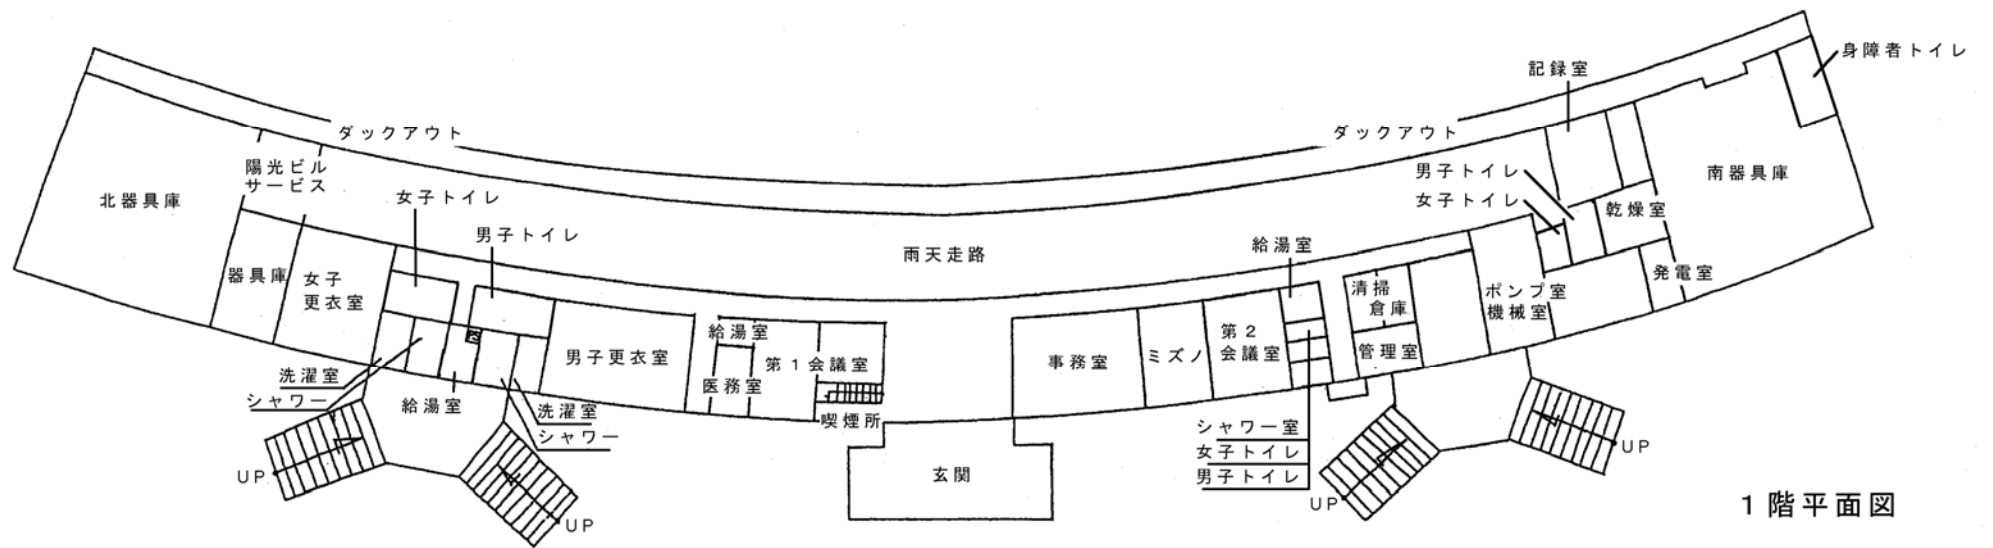 身障者トイレ
記録室
ダックアウト
ダックアウト
陽光ビル
サービス
男子トイレ
南器具庫
北器具庫
女子トイレ
女子トイレ
乾燥室
男子トイレ
給湯室
雨天走路
器具庫
女子
更衣室
発電室
清掃
倉庫
ポンプ室
機械室
給湯室
第2
会議室
男子更衣室
第1会議室
事務室
ミズノ
管理室
医務室
洗濯室
シャワー
給湯室
洗濯室
シャワー
喫煙所
シャワー室
女子トイレ
男子トイレ
UP
UP
玄関
UP
UP
1階平面図